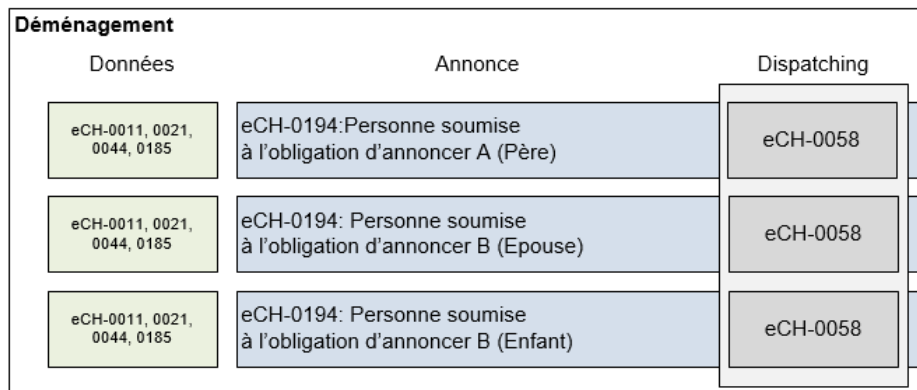 Déménagement
Données Annonce Dispatching
eCH-0011, 0021,
0044, 0185
eCH-0194:Personne soumise
à l'obligation d'annoncer A (Père)
eCH-0058
eCH-0011, 0021,
0044, 0185
eCH-0194: Personne soumise
à l'obligation d'annoncer B (Epouse)
eCH-0058
eCH-0011, 0021,
0044, 0185
eCH-0194: Personne soumise
à l'obligation d'annoncer B (Enfant)
eCH-0058